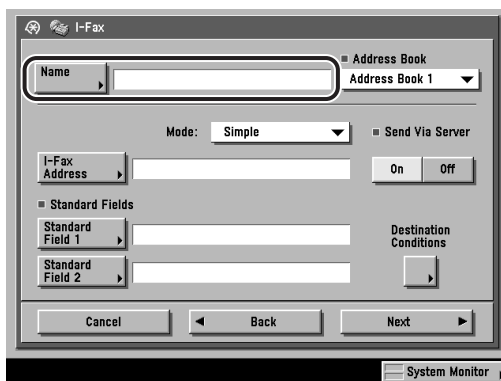 I-Fax
Address Book
Name
Address Book 1
Mode: Simple
Send Via Server
I-Fax
Address
On Off
Standard Fields
Standard
Field 1
Destination
Conditions
Standard
Field 2
Cancel Back Next
System Monitor